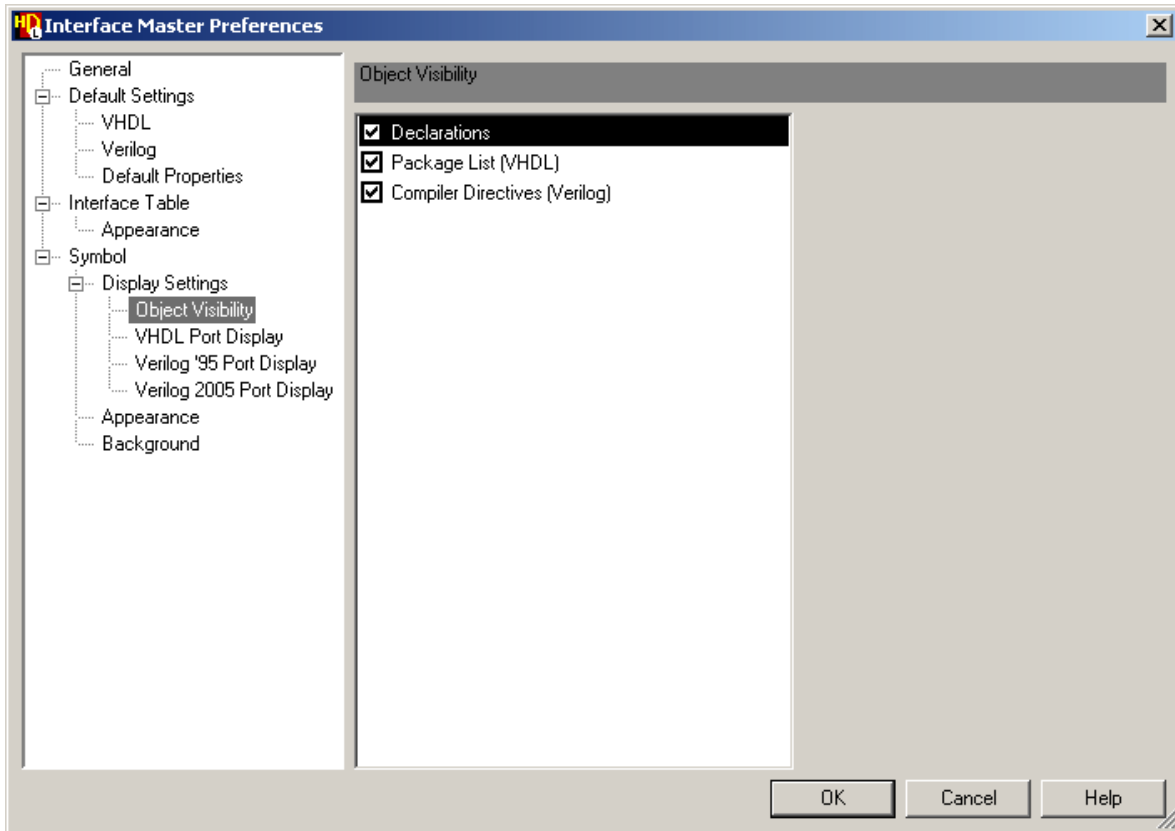 HDL Interface Master Preferences
General
Default Settings
VHDL
Verilog
Default Properties
Interface Table
Appearance
Symbol
Display Settings
Object Visibility
VHDL Port Display
Verilog '95 Port Display
Verilog 2005 Port Display
Appearance
Background
Object Visibility
Declarations
Package List (VHDL)
Compiler Directives (Verilog)
OK
Cancel
Help